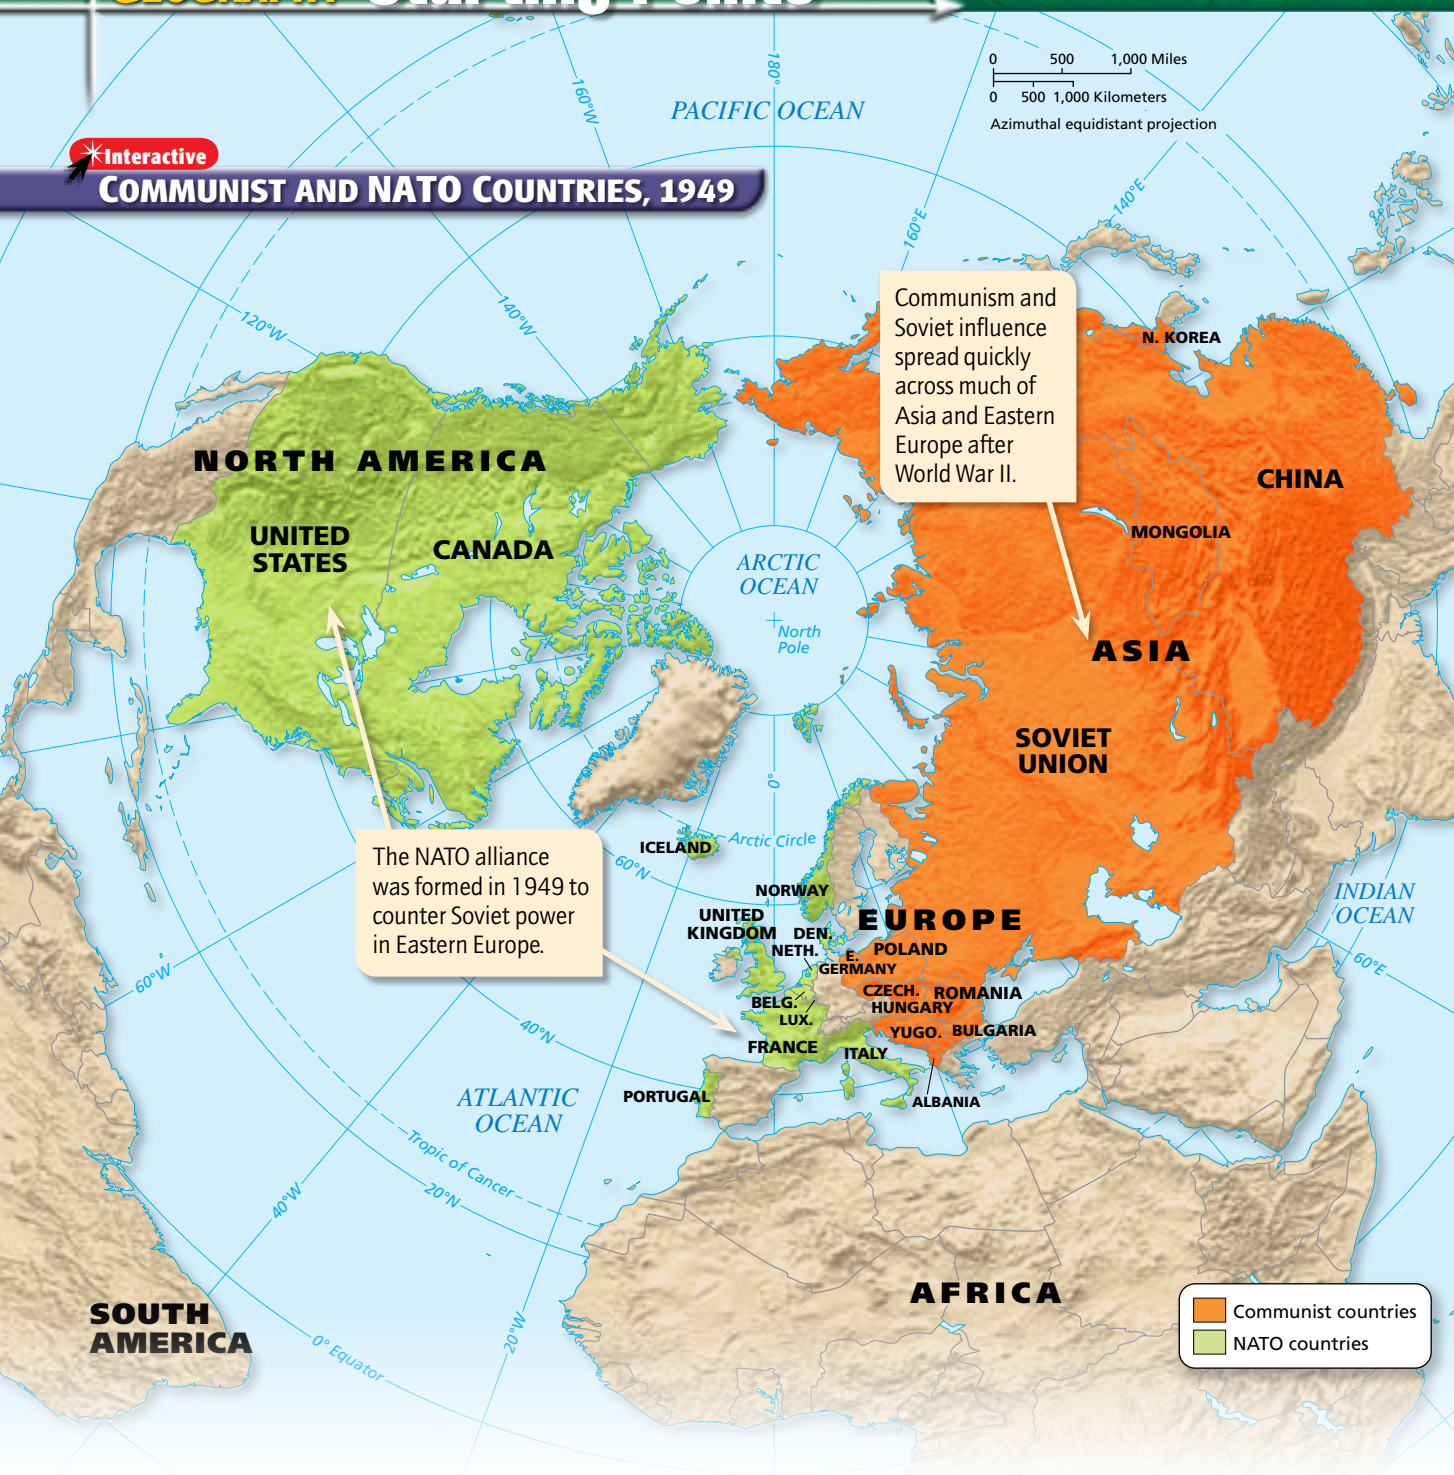 GEOGRAPHY Starting Points
0 500 1,000 Miles
0 500 1,000 Kilometers
Azimuthal equidistant projection
Interactive
COMMUNIST AND NATO COUNTRIES, 1949
PACIFIC OCEAN
180°
160°W
160°E
140°E
140°W
120°W
Communism and
Soviet influence
spread quickly
across much of
Asia and Eastern
Europe after
World War II.
N. KOREA
NORTH AMERICA
CHINA
UNITED
STATES
CANADA
MONGOLIA
ARCTIC
OCEAN
North
Pole
ASIA
SOVIET
UNION
0°
Arctic Circle
ICELAND
60°N
The NATO alliance
was formed in 1949 to
counter Soviet power
in Eastern Europe.
NORWAY
UNITED
KINGDOM
DEN.
NETH.
EUROPE
POLAND
E.
GERMANY
CZECH.
ROMANIA
HUNGARY
BELG.
LUX.
YUGO.
BULGARIA
FRANCE
ITALY
PORTUGAL
ALBANIA
INDIAN
OCEAN
60°E
60°W
40°N
ATLANTIC
OCEAN
Tropic of Cancer
20°N
40°W
20°W
0° Equator
AFRICA
SOUTH
AMERICA
Communist countries
NATO countries